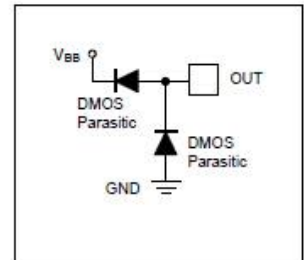 VBB
OUT
DMOS
Parasitic
DMOS
Parasitic
GND